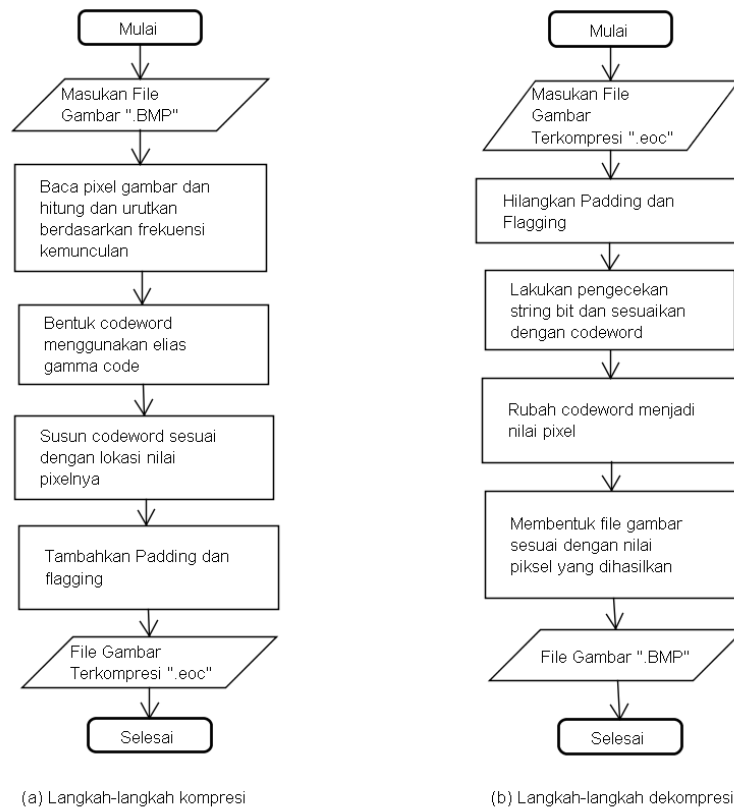 Mulai
Masukan File
Gambar ".BMP"
Baca pixel gambar dan
hitung dan urutkan
berdasarkan frekuensi
kemunculan
Bentuk codeword
menggunakan elias
gamma code
Susun codeword sesuai
dengan lokasi nilai
pixelnya
Tambahkan Padding dan
flagging
File Gambar
Terkompresi ".eoc"
Selesai
(a) Langkah-langkah kompresi
Mulai
Masukan File
Gambar
Terkompresi ".eoc"
Hilangkan Padding dan
Flagging
Lakukan pengecekan
string bit dan sesuaikan
dengan codeword
Rubah codeword menjadi
nilai pixel
Membentuk file gambar
sesuai dengan nilai
piksel yang dihasilkan
File Gambar ".BMP"
Selesai
(b) Langkah-langkah dekompresi